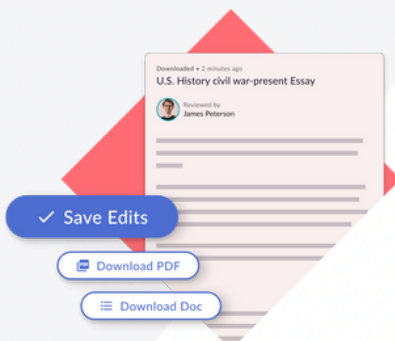 Downloaded • 2 minutes ago
U.S. History civil war-present Essay
Reviewed by
James Peterson
Save Edits
Download PDF
Download Doc